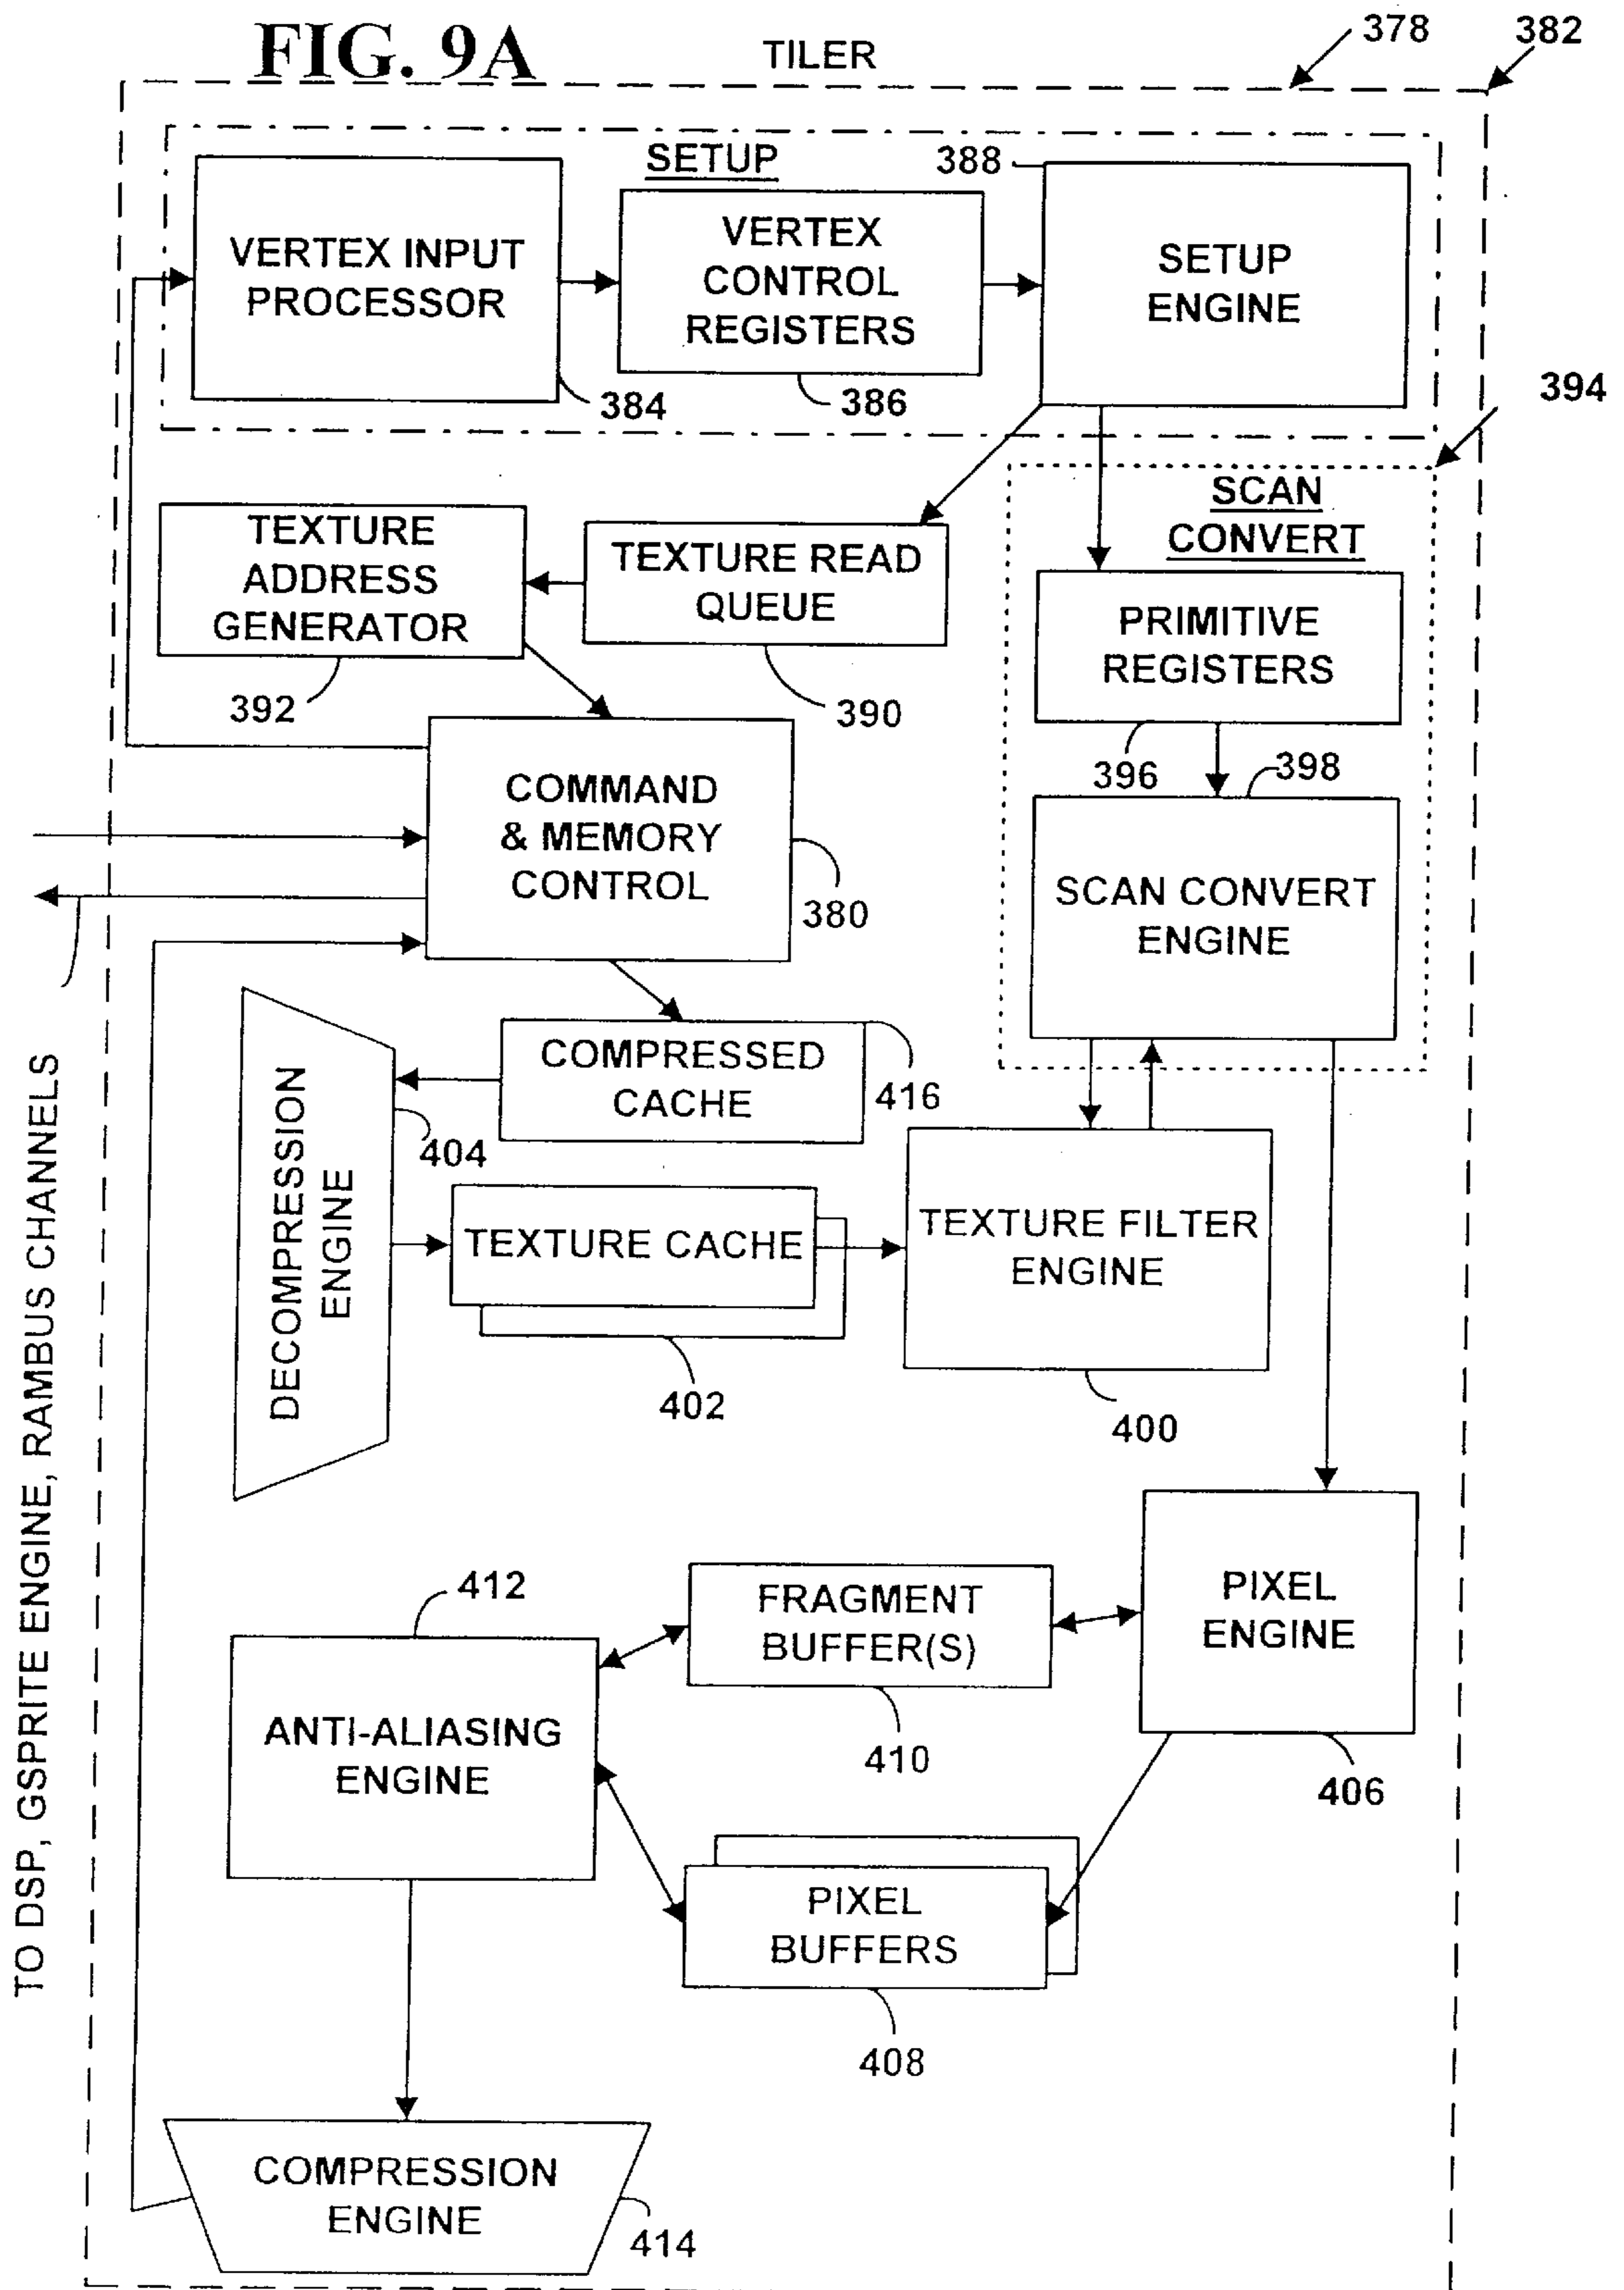 FIG. 9A
TILER
378
382
SETUP
388
VERTEX INPUT
PROCESSOR
384
VERTEX
CONTROL
REGISTERS
386
SETUP
ENGINE
394
TEXTURE
ADDRESS
GENERATOR
392
TEXTURE READ
QUEUE
390
SCAN
CONVERT
PRIMITIVE
REGISTERS
396
398
COMMAND
& MEMORY
CONTROL
380
SCAN CONVERT
ENGINE
COMPRESSED
CACHE
416
DECOMPRESSION
ENGINE
404
TEXTURE CACHE
402
TEXTURE FILTER
ENGINE
400
TO DSP, GSPRITE ENGINE, RAMBUS CHANNELS
412
FRAGMENT
BUFFER(S)
410
PIXEL
ENGINE
406
ANTI-ALIASING
ENGINE
PIXEL
BUFFERS
408
COMPRESSION
ENGINE
414